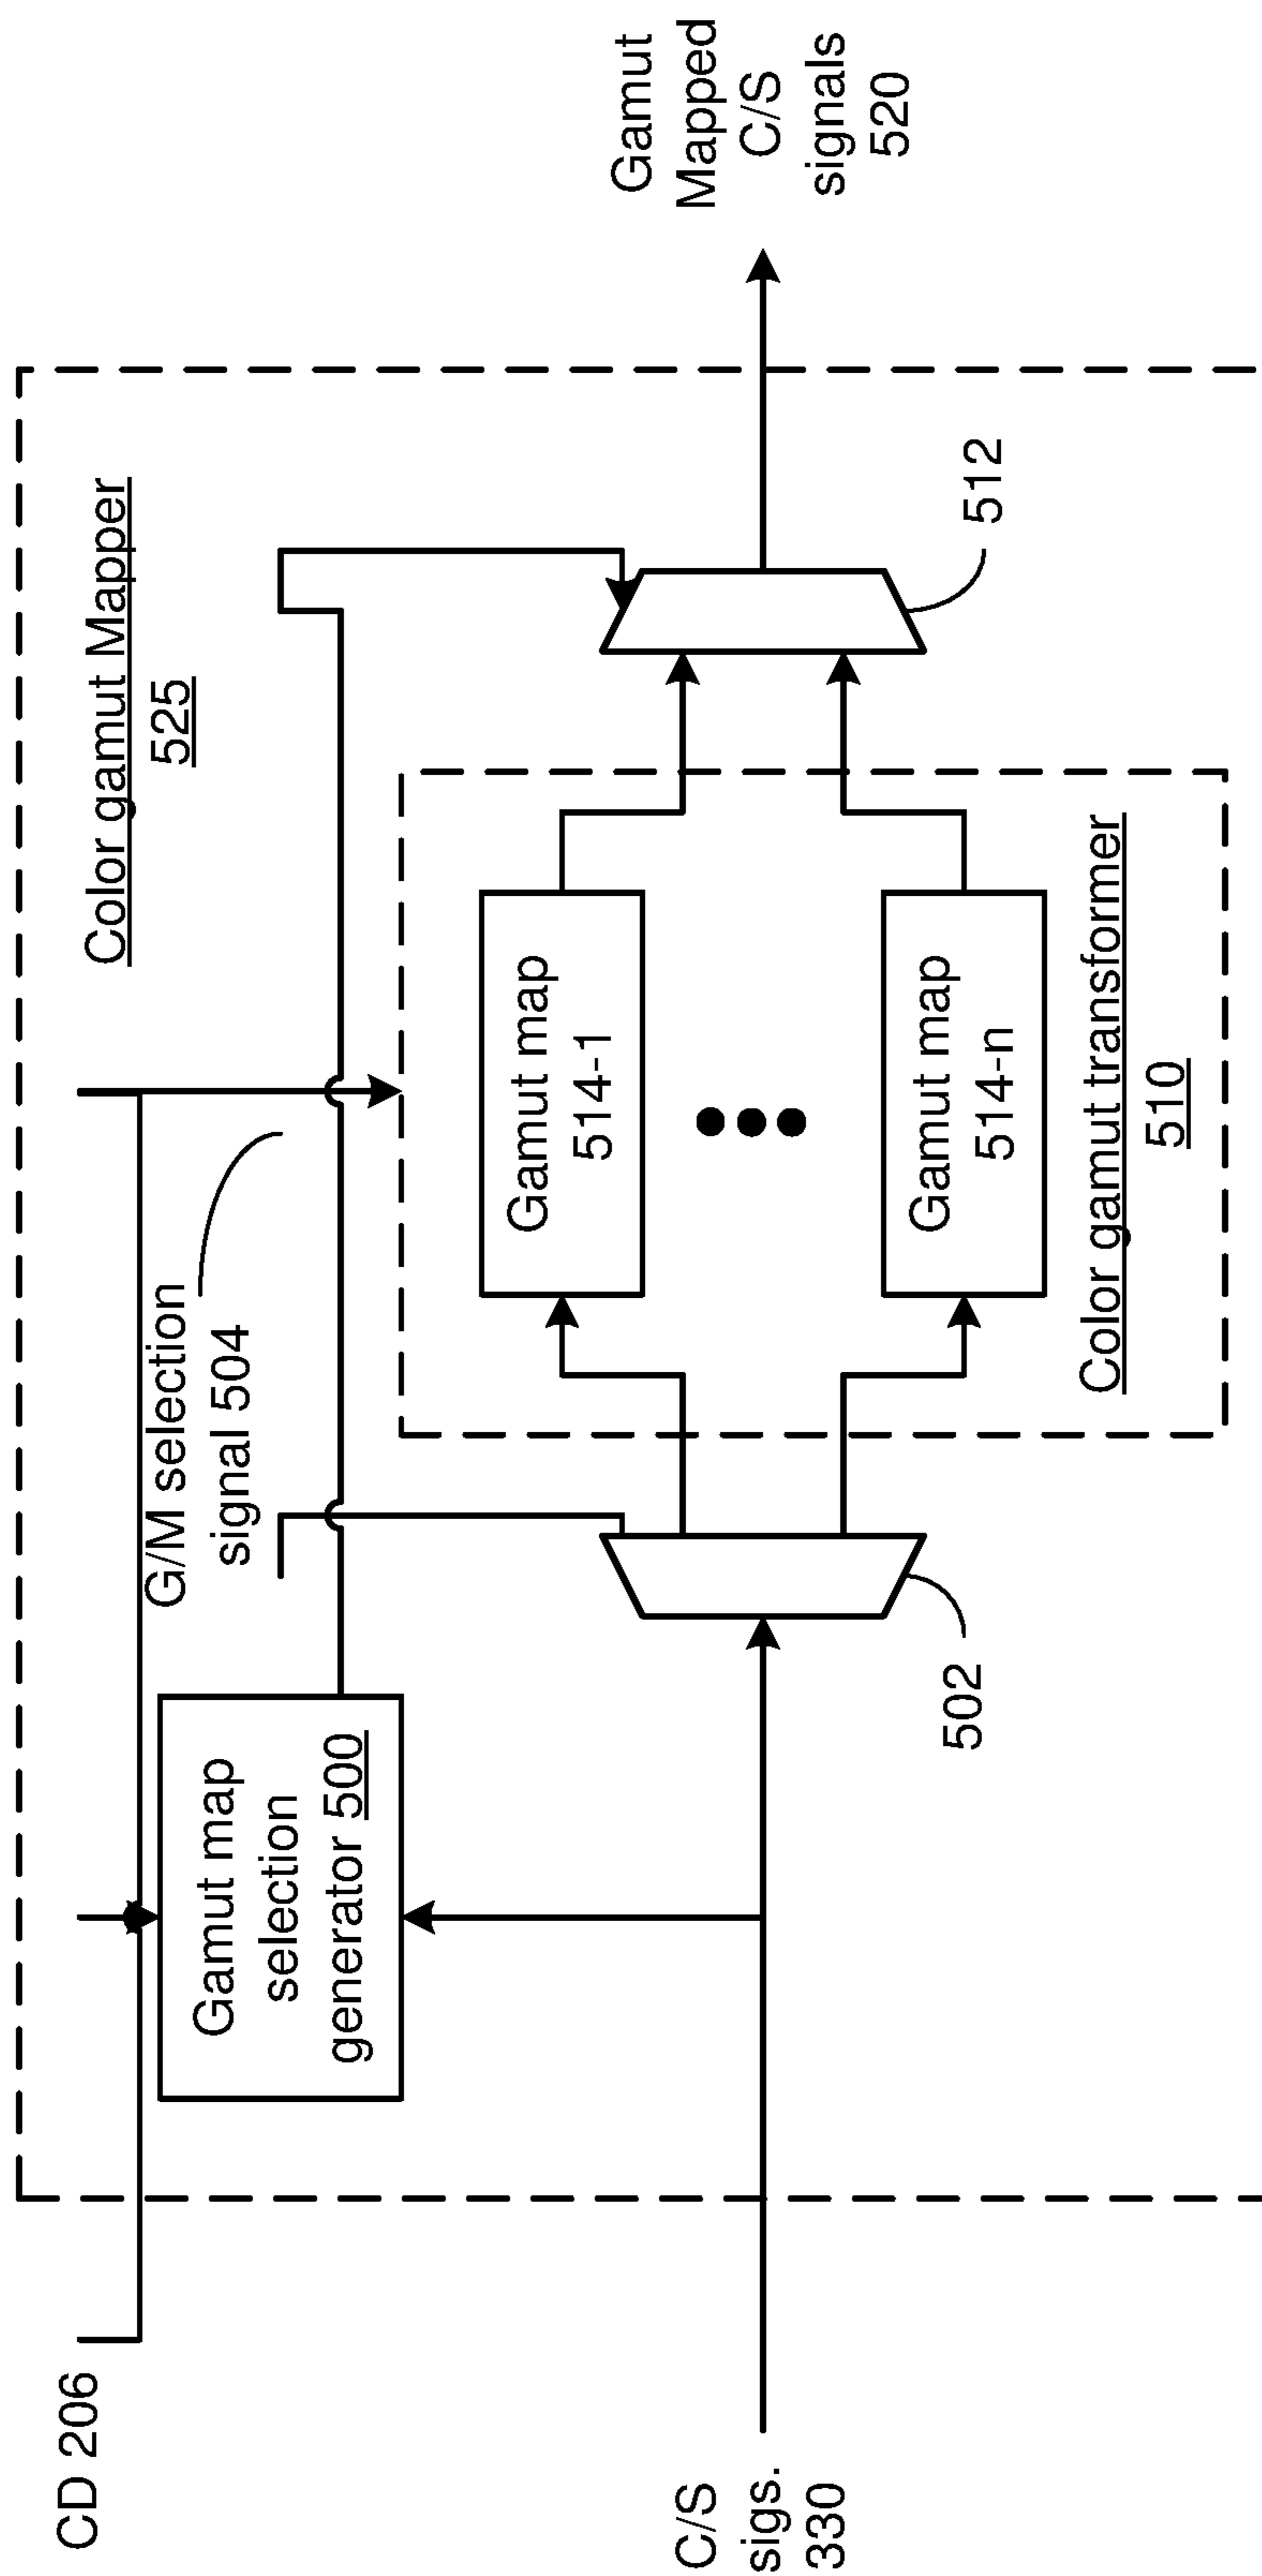 CD 206
C/S
sigs.
330
Gamut map
selection
generator 500
G/M selection
signal 504
502
Color gamut Mapper
525
Gamut map
514-1
Gamut map
514-n
Color gamut transformer
510
512
Gamut
Mapped
C/S
signals
520